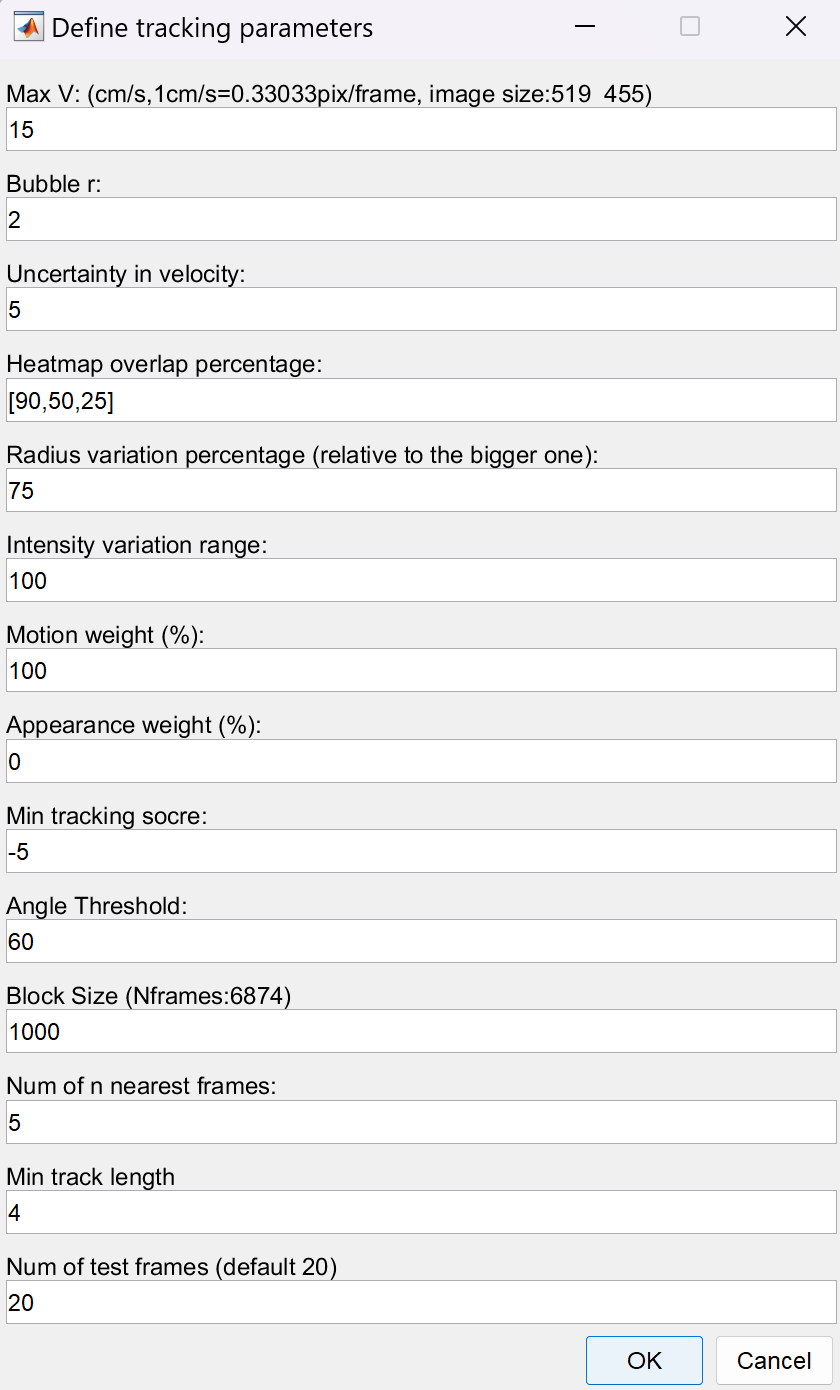 Define tracking parameters
Max V: (cm/s,1cm/s=0.33033pix/frame, image size:519  455)
15
Bubble r:
2
Uncertainty in velocity:
5
Heatmap overlap percentage:
[90,50,25]
Radius variation percentage (relative to the bigger one):
75
Intensity variation range:
100
Motion weight (%):
100
Appearance weight (%):
0
Min tracking socre:
-5
Angle Threshold:
60
Block Size (Nframes:6874)
1000
Num of n nearest frames:
5
Min track length
4
Num of test frames (default 20)
20
OK Cancel